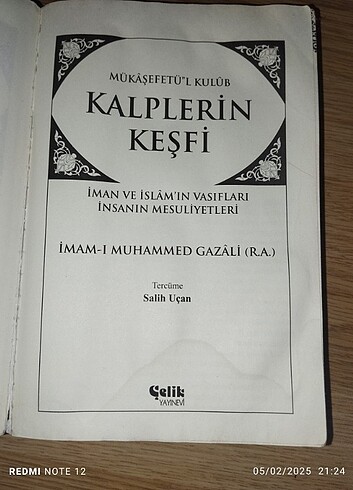 MÜKÂŞEFETÜ"L KULÛB
KALPLERİN
KEŞFİ
İMAN VE İSLÂM'IN VASIFLARI
İNSANIN MESULİYETLERİ
İMAM-I MUHAMMED GAZÂLİ (R.A.)
Tercüme
Salih Uçan
Çelik
YAYINEVİ
REDMI NOTE 12
05/02/2025 21:24